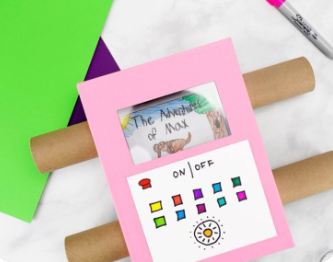 The Adventures
of Max
ON | OFF